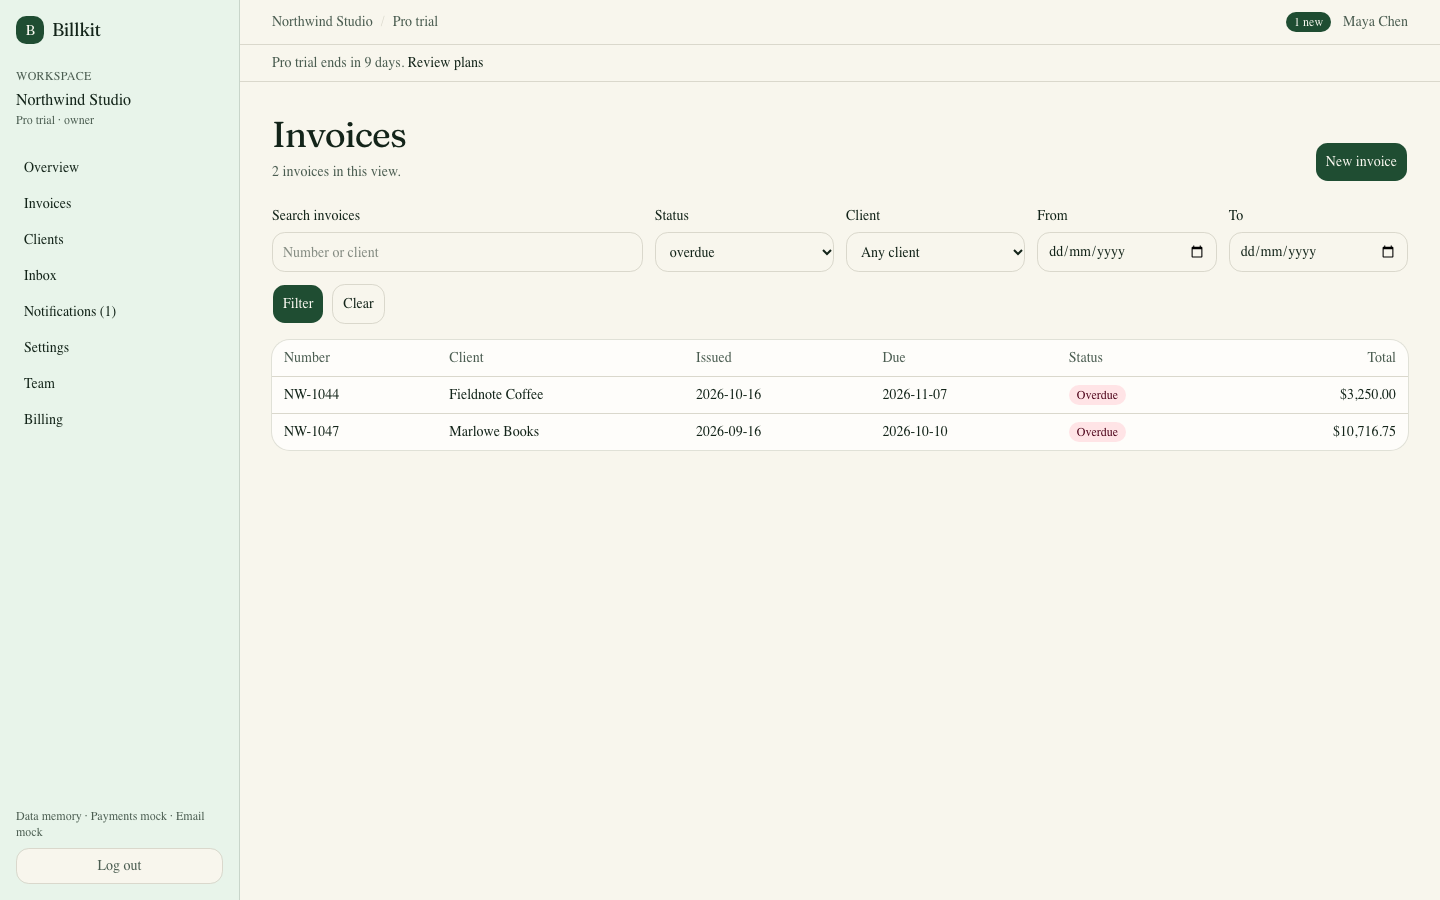 B Billkit
WORKSPACE
Northwind Studio
Pro trial · owner
Overview
Invoices
Clients
Inbox
Notifications (1)
Settings
Team
Billing
Data memory · Payments mock · Email
mock
Log out
Northwind Studio / Pro trial
1 new Maya Chen
Pro trial ends in 9 days. Review plans
Invoices
2 invoices in this view.
New invoice
Search invoices Status Client From To
Number or client overdue Any client dd/mm/yyyy dd/mm/yyyy
Filter Clear
Number Client Issued Due Status Total
NW-1044 Fieldnote Coffee 2026-10-16 2026-11-07 Overdue $3,250.00
NW-1047 Marlowe Books 2026-09-16 2026-10-10 Overdue $10,716.75